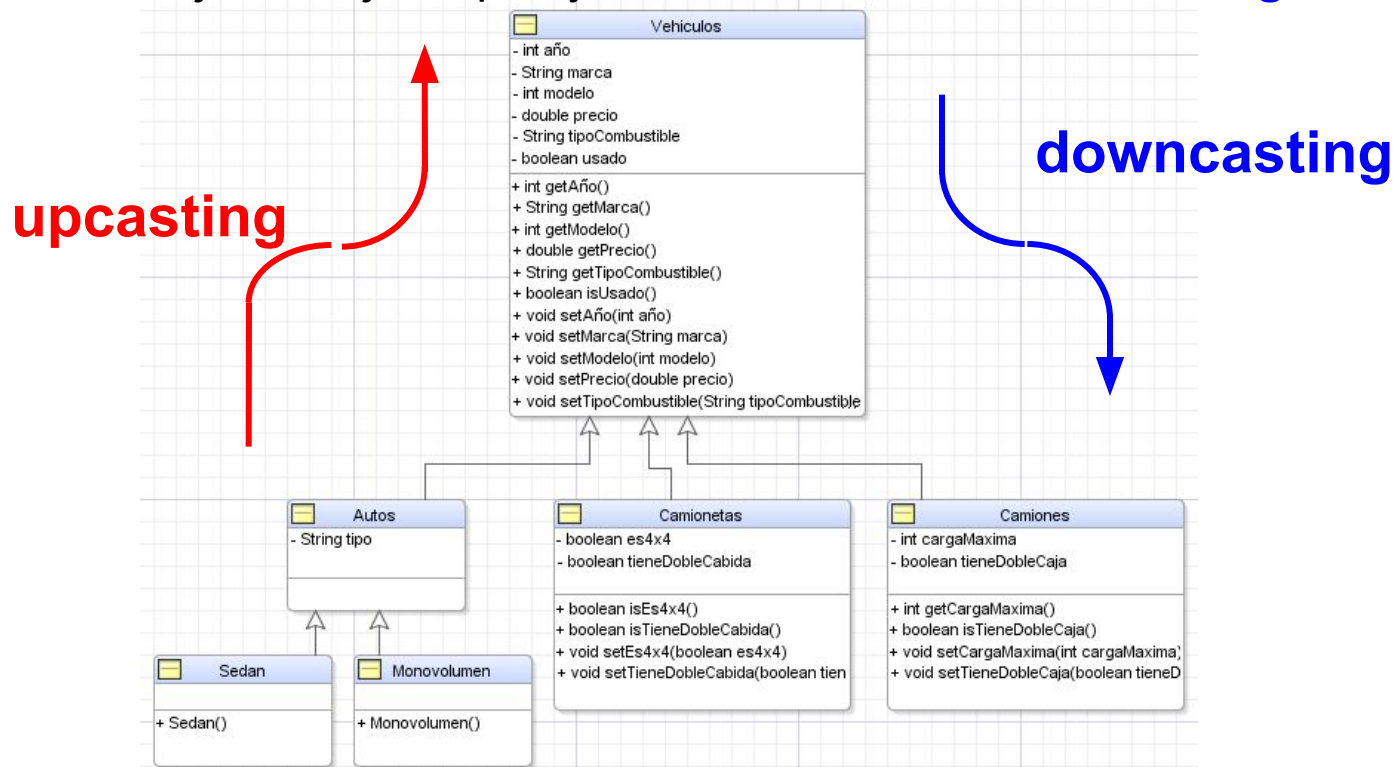 Vehiculos
- int año
- String marca
- int modelo
- double precio
- String tipoCombustible
- boolean usado
+ int getAño()
+ String getMarca()
+ int getModelo()
+ double getPrecio()
+ String getTipoCombustible()
+ boolean isUsado()
+ void setAño(int año)
+ void setMarca(String marca)
+ void setModelo(int modelo)
+ void setPrecio(double precio)
+ void setTipoCombustible(String tipoCombustible
upcasting
downcasting
Autos
- String tipo
Camionetas
- boolean es4x4
- boolean tieneDobleCabida
+ boolean isEs4x4()
+ boolean isTieneDobleCabida()
+ void setEs4x4(boolean es4x4)
+ void setTieneDobleCabida(boolean tien
Camiones
- int cargaMaxima
- boolean tieneDobleCaja
+ int getCargaMaxima()
+ boolean isTieneDobleCaja()
+ void setCargaMaxima(int cargaMaxima)
+ void setTieneDobleCaja(boolean tieneD
Sedan
+ Sedan()
Monovolumen
+ Monovolumen()